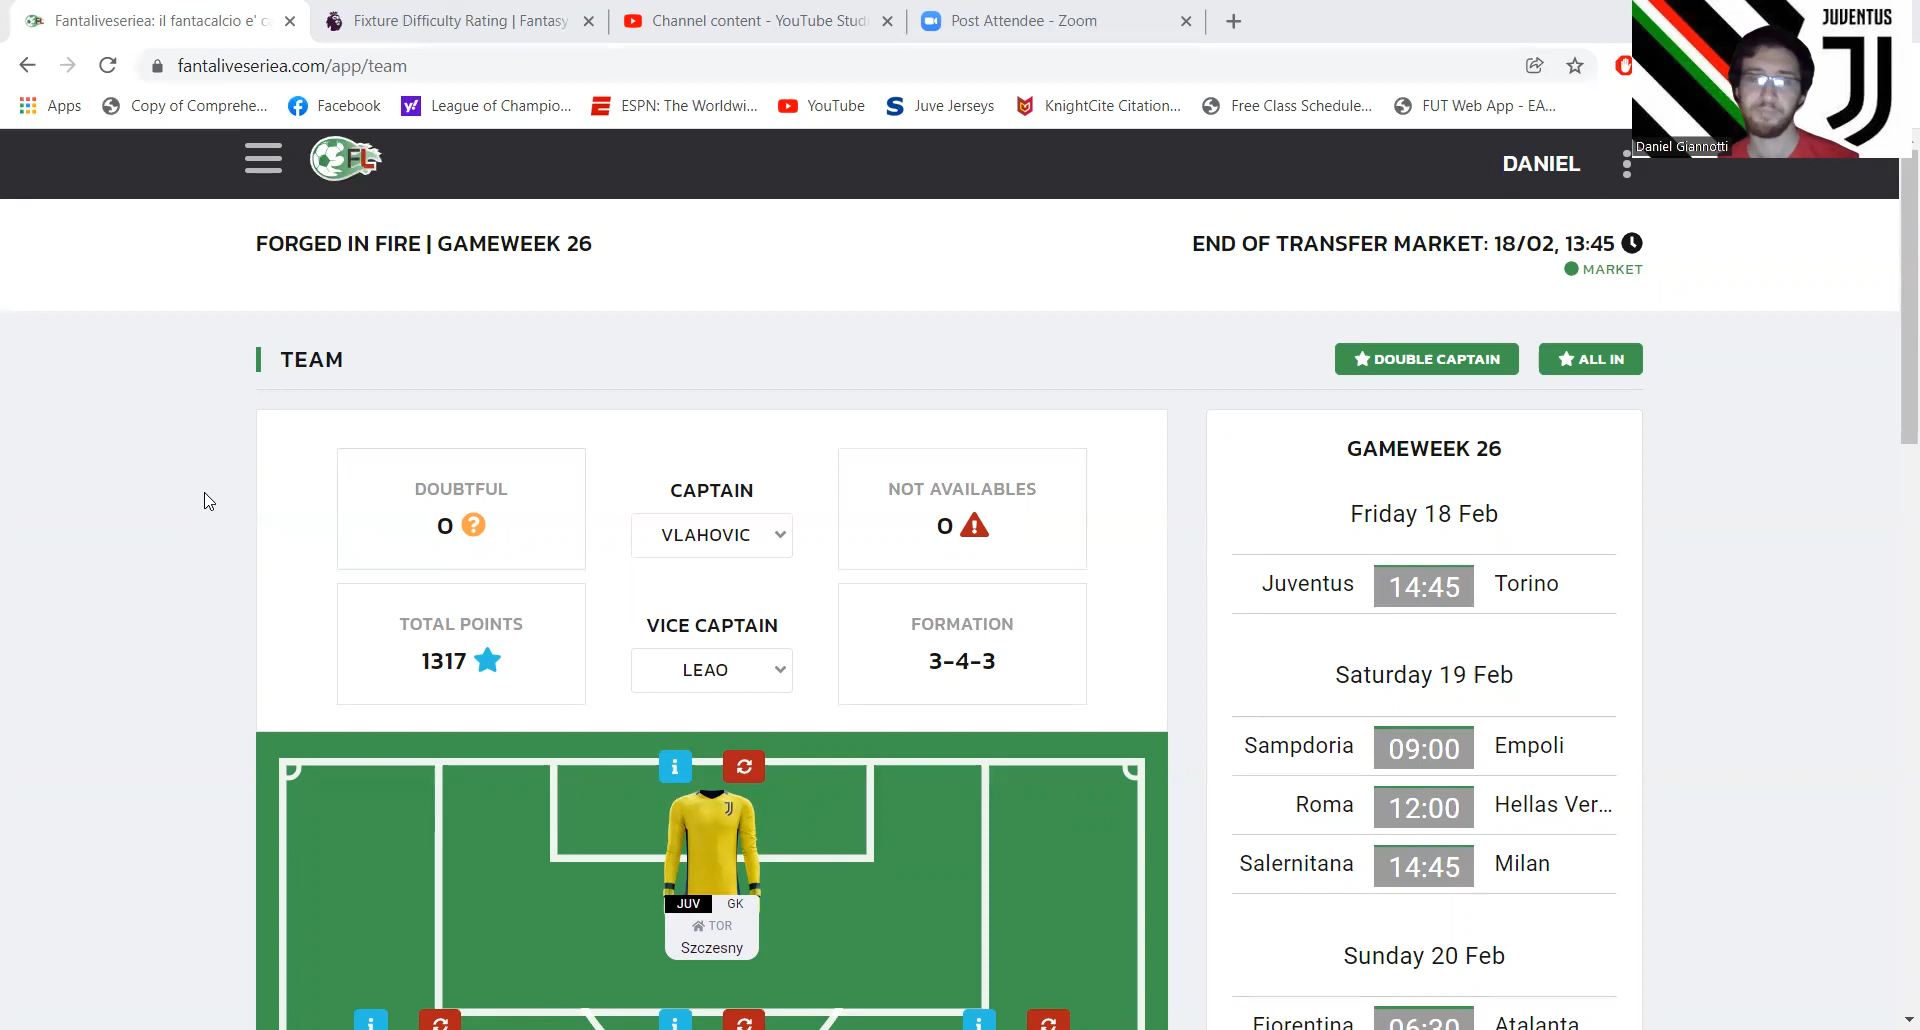 Fantaliveseriea: il fantacalcio e' c
Fixture Difficulty Rating | Fantasy
Channel content - YouTube Stud
Post Attendee - Zoom
fantaliveseriea.com/app/team
Apps
Copy of Comprehe...
Facebook
League of Champio...
ESPN: The Worldwi...
YouTube
Juve Jerseys
KnightCite Citation...
Free Class Schedule...
FUT Web App - EA...
JUVENTUS
Daniel Giannotti
FL
DANIEL
FORGED IN FIRE | GAMEWEEK 26
END OF TRANSFER MARKET: 18/02, 13:45
MARKET
TEAM
DOUBLE CAPTAIN
ALL IN
DOUBTFUL
0
CAPTAIN
VLAHOVIC
NOT AVAILABLES
0
TOTAL POINTS
1317
VICE CAPTAIN
LEAO
FORMATION
3-4-3
JUV GK
TOR
Szczesny
GAMEWEEK 26
Friday 18 Feb
Juventus 14:45 Torino
Saturday 19 Feb
Sampdoria 09:00 Empoli
Roma 12:00 Hellas Ver...
Salernitana 14:45 Milan
Sunday 20 Feb
Fiorentina 06:30 Atalanta